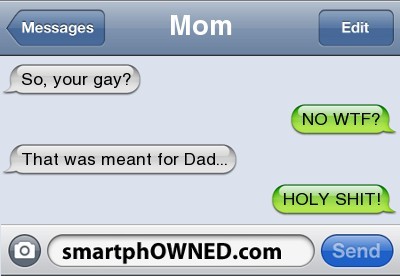 Messages
Mom
Edit
So, your gay?
NO WTF?
That was meant for Dad...
HOLY SHIT!
smartphOWNED.com
Send